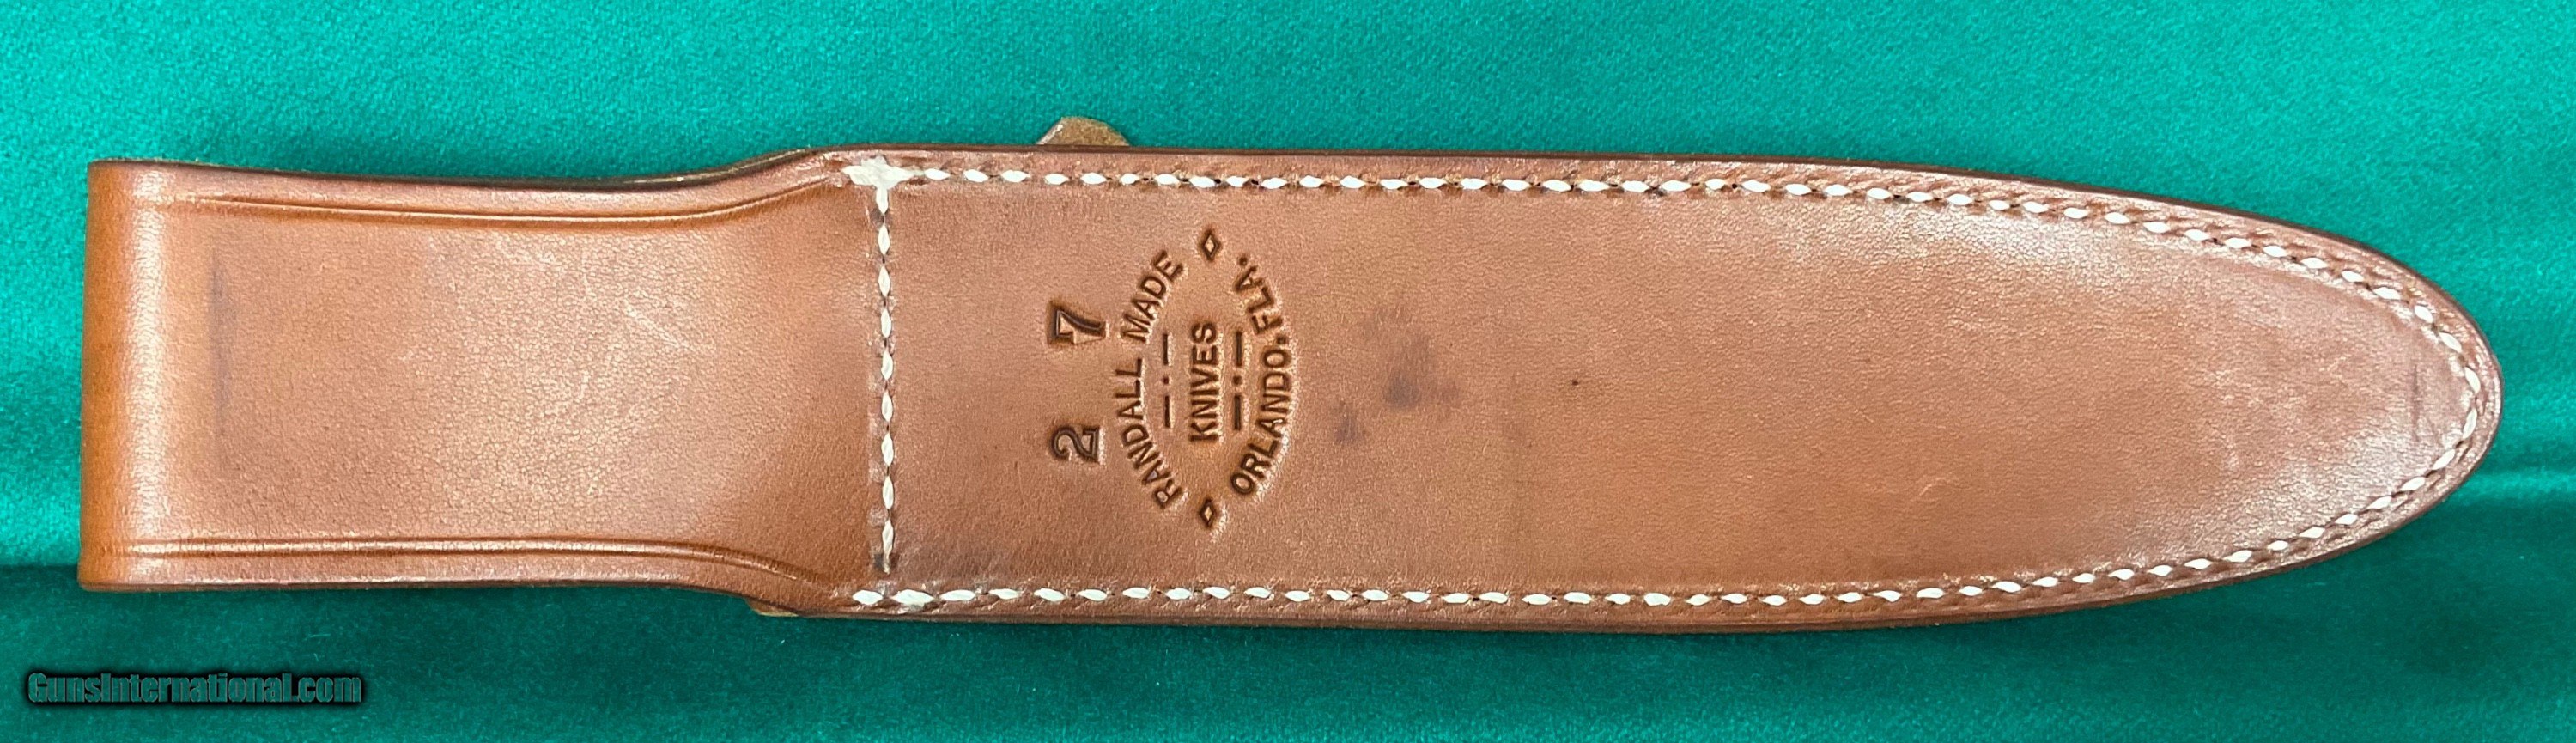 2 7
RANDALL MADE
KNIVES
ORLANDO, FLA.
GunsInternational.com